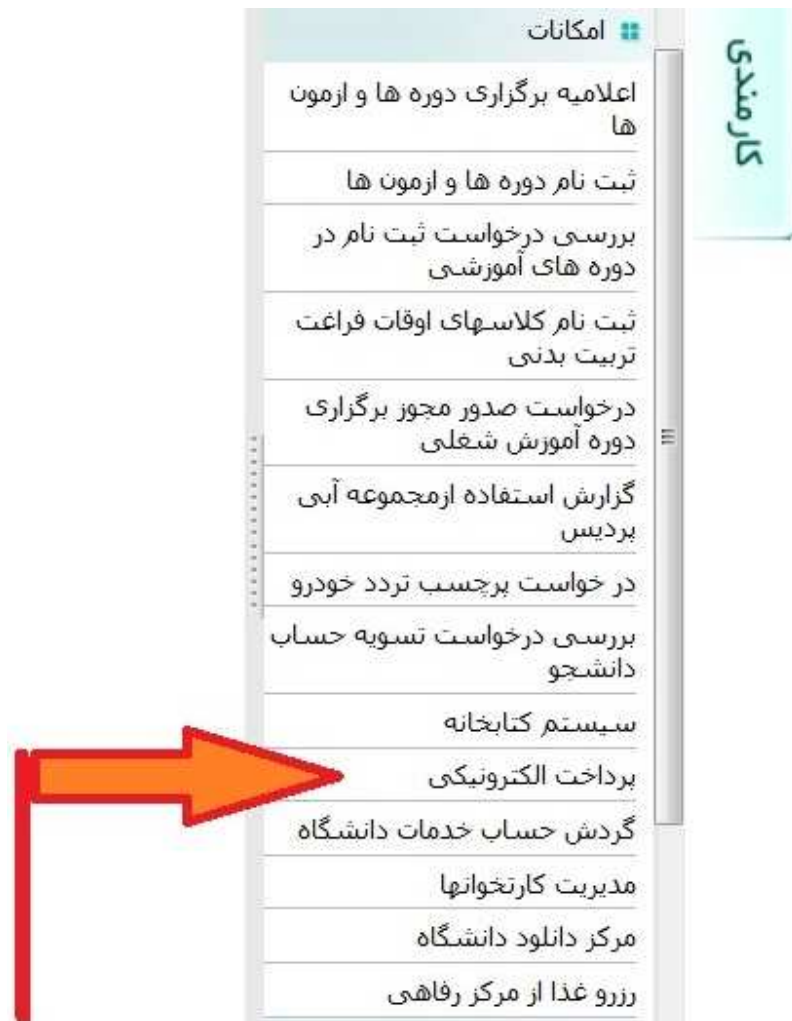 امکانات
کارمندی
اعلامیه برگزاری دوره ها و ازمون
ها
ثبت نام دوره ها و ازمون ها
بررسی درخواست ثبت نام در
دوره های آموزشی
ثبت نام کلاسهای اوقات فراغت
تربیت بدنی
درخواست صدور مجوز برگزاری
دوره آموزش شغلی
گزارش استفاده ازمجموعه آبی
پردیس
در خواست برچسب تردد خودرو
بررسی درخواست تسویه حساب
دانشجو
سیستم کتابخانه
پرداخت الکترونیکی
گردش حساب خدمات دانشگاه
مدیریت کارتخوانها
مرکز دانلود دانشگاه
رزرو غذا از مرکز رفاهی